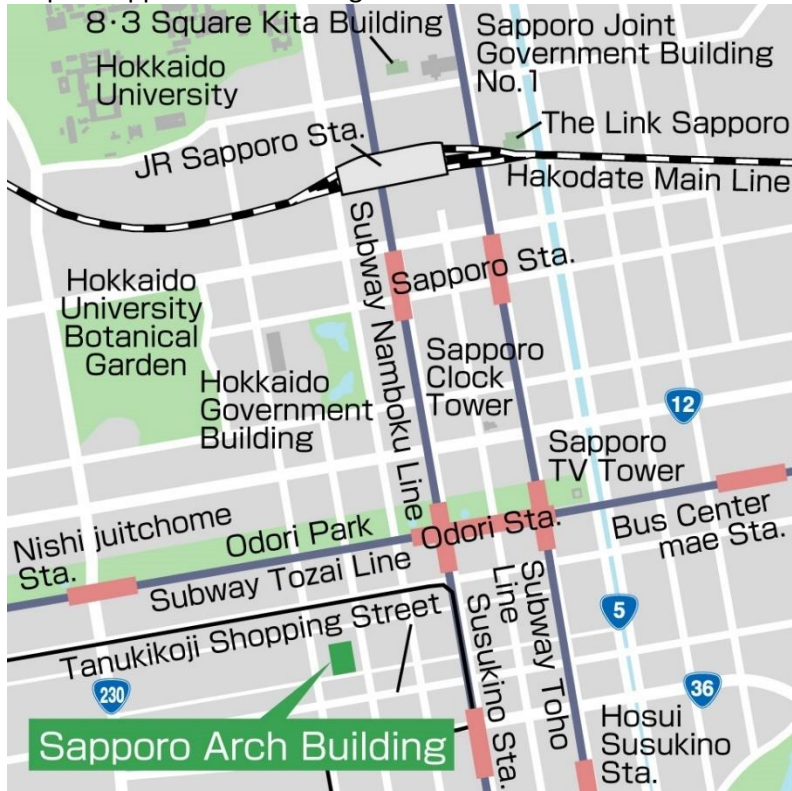 8·3 Square Kita Building
Sapporo Joint
Government Building
No.1
Hokkaido
University
The Link Sapporo
JR Sapporo Sta.
Hakodate Main Line
Subway Namboku Line
Sapporo Sta.
Hokkaido
University
Botanical
Garden
Hokkaido
Government
Building
Sapporo
Clock
Tower
12
Sapporo
TV Tower
Nishijuitchome
Sta.
Odori Park
Odori Sta.
Bus Center
mae Sta.
Subway Tozai Line
Subway Toho
Line
Tanukikoji Shopping Street
Susukino Sta.
5
230
36
Hosui
Susukino
Sta.
Sapporo Arch Building